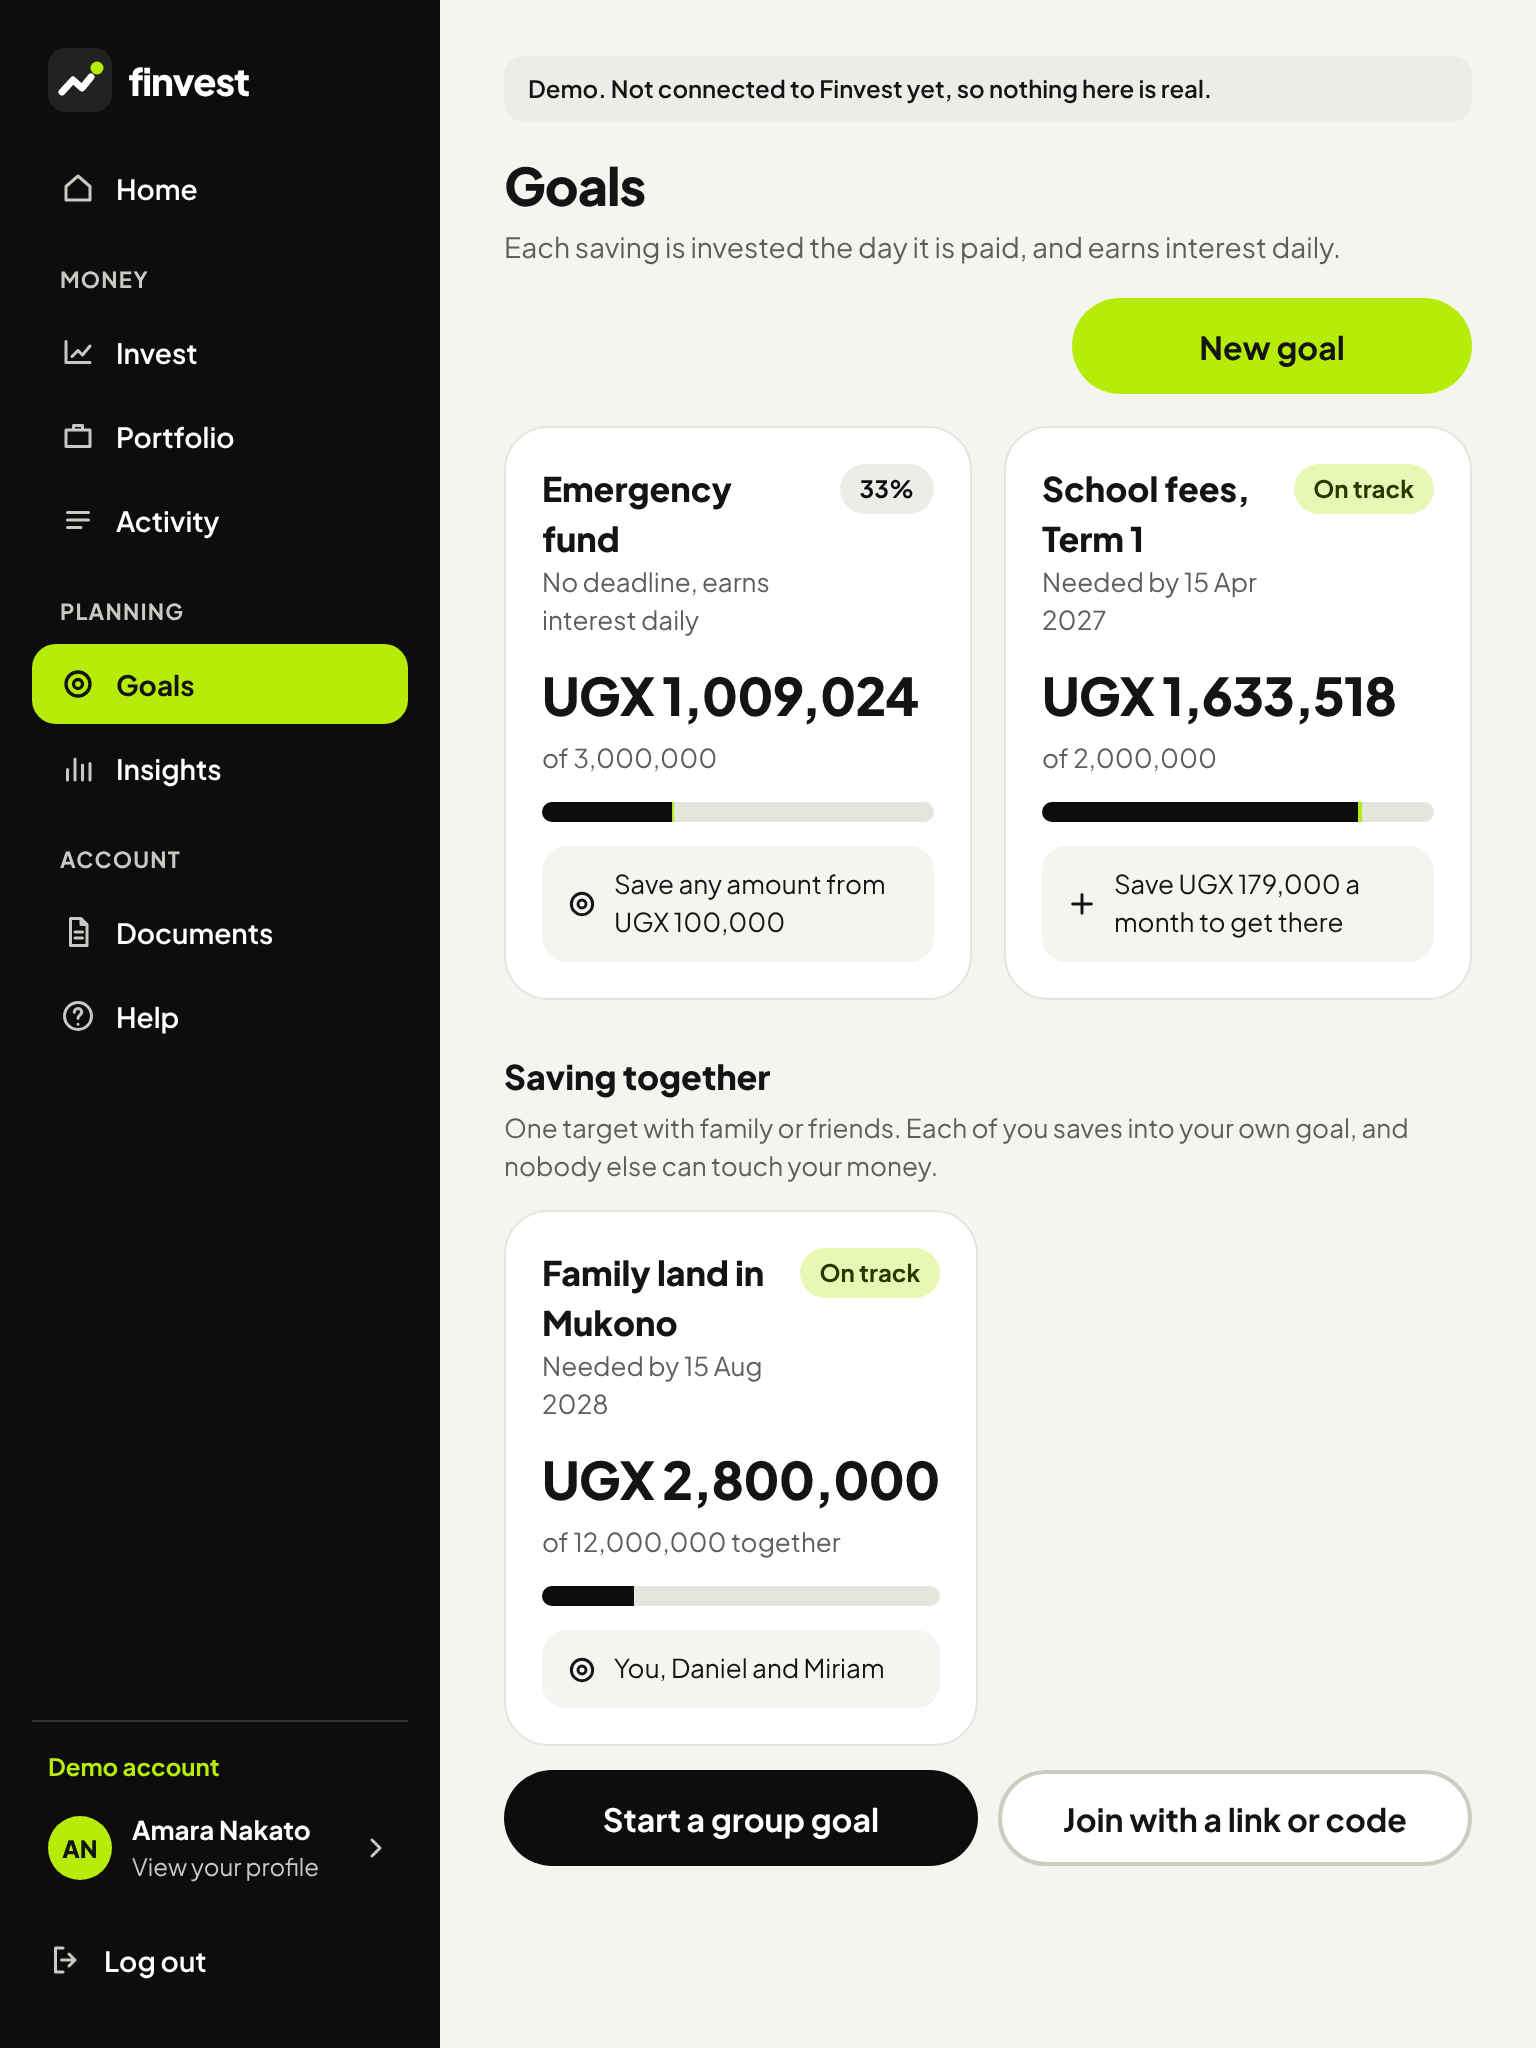 finvest
Home
MONEY
Invest
Portfolio
Activity
PLANNING
Goals
Insights
ACCOUNT
Documents
Help
Demo account
AN
Amara Nakato
View your profile
Log out
Demo. Not connected to Finvest yet, so nothing here is real.
Goals
Each saving is invested the day it is paid, and earns interest daily.
New goal
Emergency
fund
33%
No deadline, earns
interest daily
UGX 1,009,024
of 3,000,000
Save any amount from
UGX 100,000
School fees,
Term 1
On track
Needed by 15 Apr
2027
UGX 1,633,518
of 2,000,000
Save UGX 179,000 a
month to get there
Saving together
One target with family or friends. Each of you saves into your own goal, and
nobody else can touch your money.
Family land in
Mukono
On track
Needed by 15 Aug
2028
UGX 2,800,000
of 12,000,000 together
You, Daniel and Miriam
Start a group goal
Join with a link or code